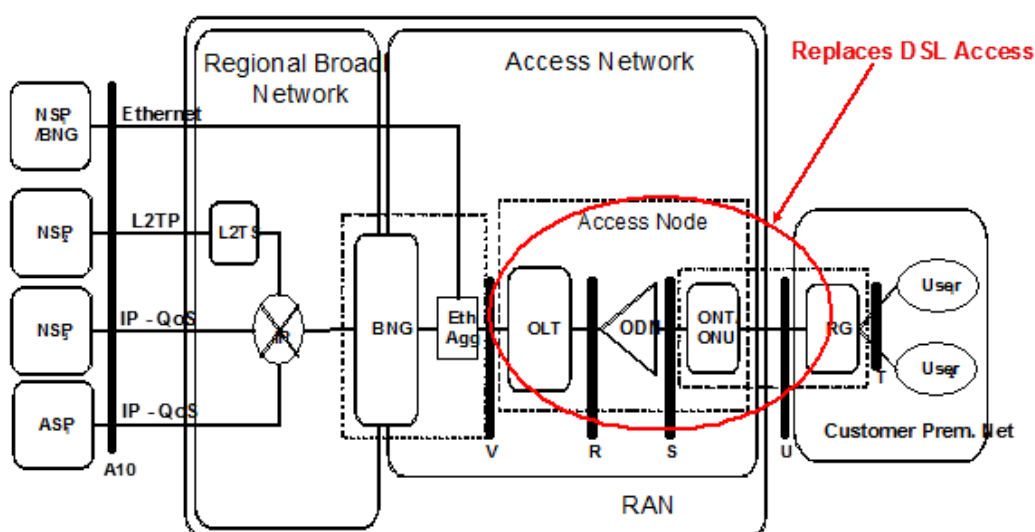 Replaces DSL Access
Regional Broad
Network
Access Network
NSP
/BNG
Ethernet
NSP
L2TP
L2TS
Access Node
NSP
IP - QoS
IP
BNG
Eth
Agg
OLT
ODN
ONT
ONU
RG
User
User
T
ASP
IP - QoS
A10
V
R
S
U
Customer Prem. Net
RAN